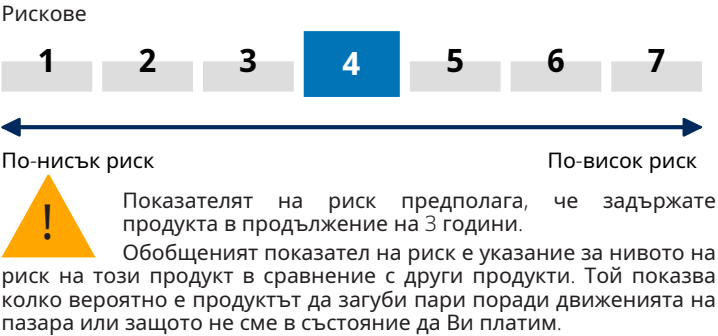 Рискове
1 2 3 4 5 6 7
По-нисък риск По-висок риск
!
Показателят на риск предполага, че задържате
продукта в продължение на 3 години.
Обобщеният показател на риск е указание за нивото на
риск на този продукт в сравнение с други продукти. Той показва
колко вероятно е продуктът да загуби пари поради движенията на
пазара или защото не сме в състояние да Ви платим.